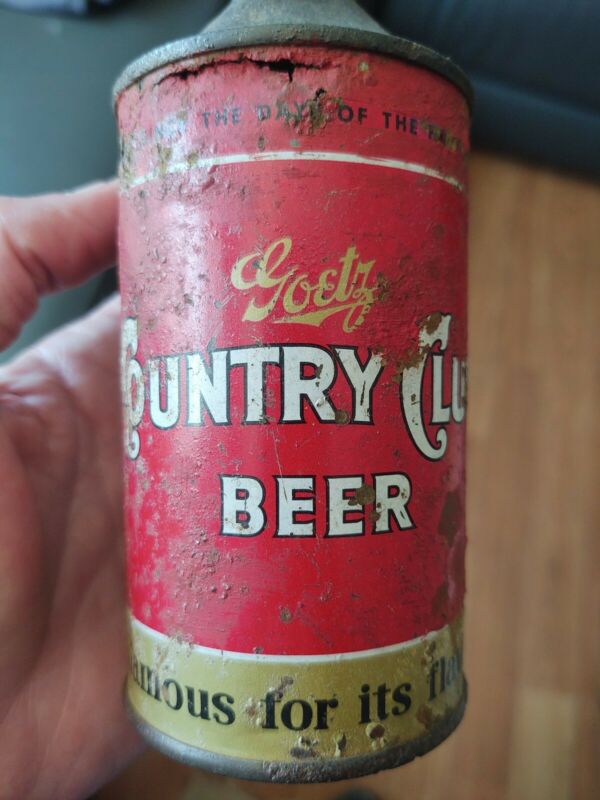 THE DAYS OF THE
Goetz
COUNTRY CLU
BEER
amous for its fla